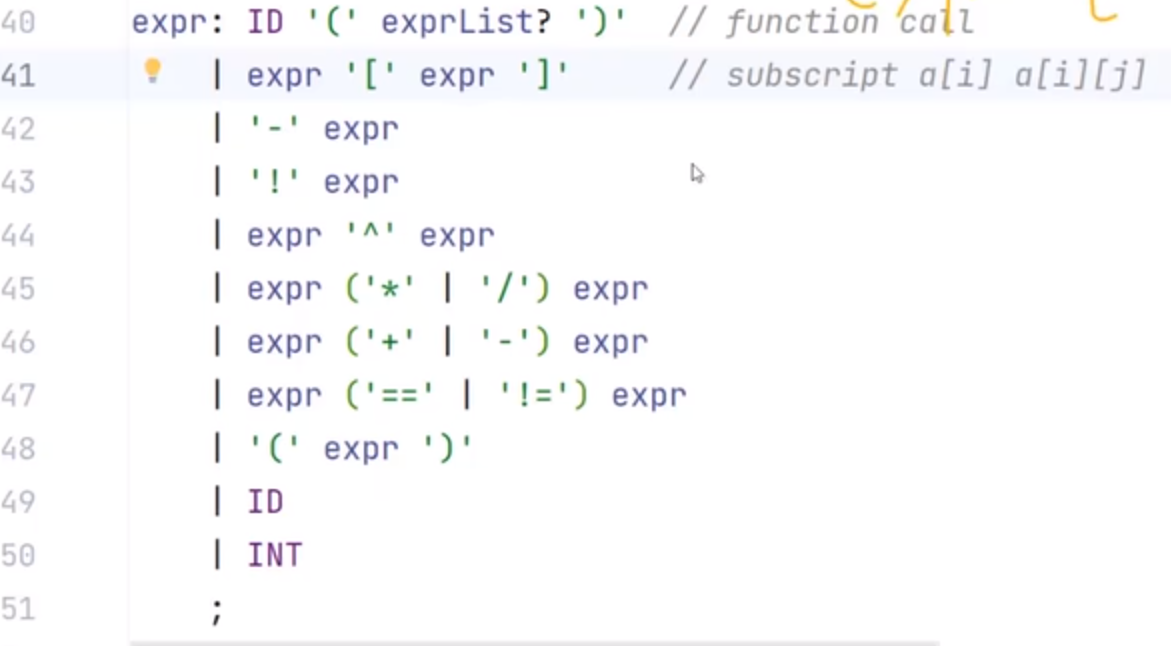 40 expr: ID '(' exprList? ')' // function call
41 | expr '[' expr ']' // subscript a[i] a[i][j]
42 | '-' expr
43 | '!' expr
44 | expr '^' expr
45 | expr ('*' | '/') expr
46 | expr ('+' | '-') expr
47 | expr ('==' | '!=') expr
48 | '(' expr ')'
49 | ID
50 | INT
51 ;